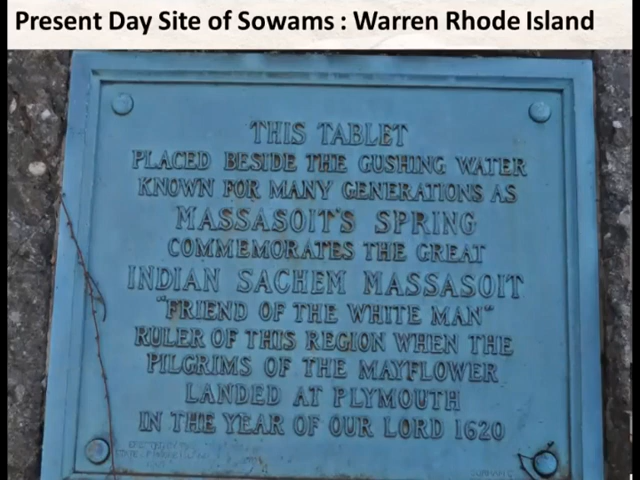 Present Day Site of Sowams : Warren Rhode Island
THIS TABLET
PLACED BESIDE THE GUSHING WATER
KNOWN FOR MANY GENERATIONS AS
MASSASOIT'S SPRING
COMMEMORATES THE GREAT
INDIAN SACHEM MASSASOIT
"FRIEND OF THE WHITE MAN"
RULER OF THIS REGION WHEN THE
PILGRIMS OF THE MAYFLOWER
LANDED AT PLYMOUTH
IN THE YEAR OF OUR LORD 1620